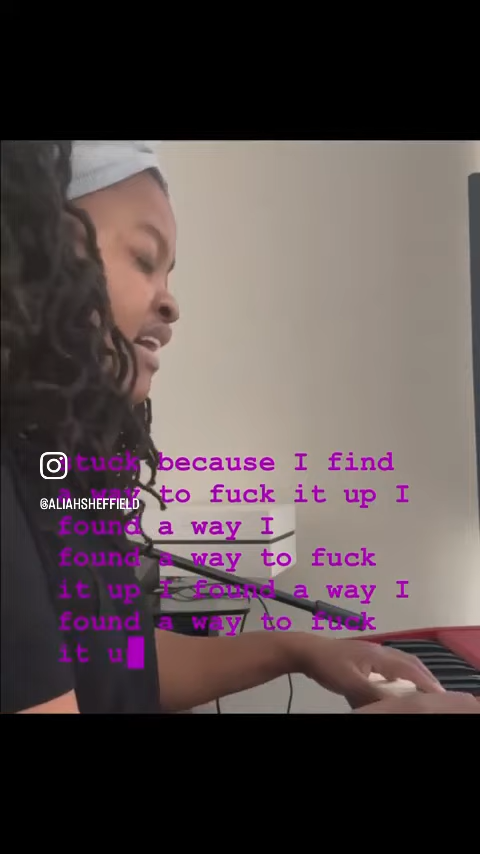 stuck because I find
a way to fuck it up I
@ALIAHSHEFFIELD
found a way I
found a way to fuck
it up I found a way I
found a way to fuck
it u